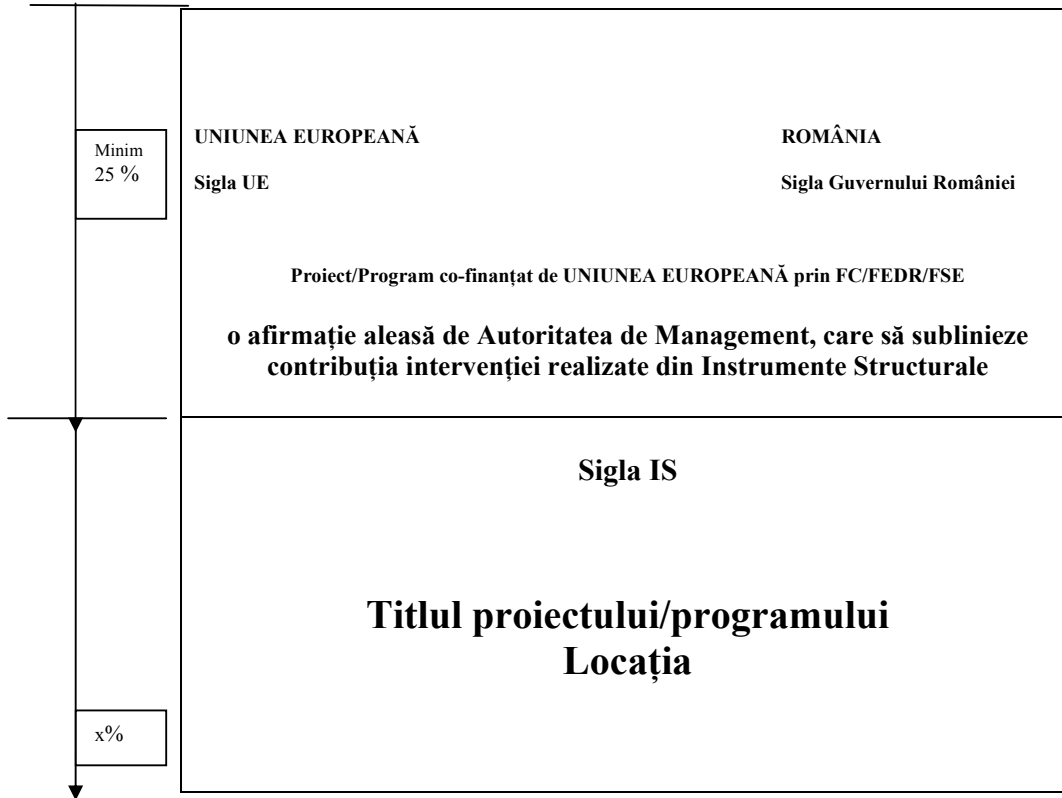 UNIUNEA EUROPEANĂ ROMÂNIA
Minim
25 %
Sigla UE Sigla Guvernului României
Proiect/Program co-finanțat de UNIUNEA EUROPEANĂ prin FC/FEDR/FSE
o afirmație aleasă de Autoritatea de Management, care să sublinieze
contribuția intervenției realizate din Instrumente Structurale
Sigla IS
Titlul proiectului/programului
Locația
x%